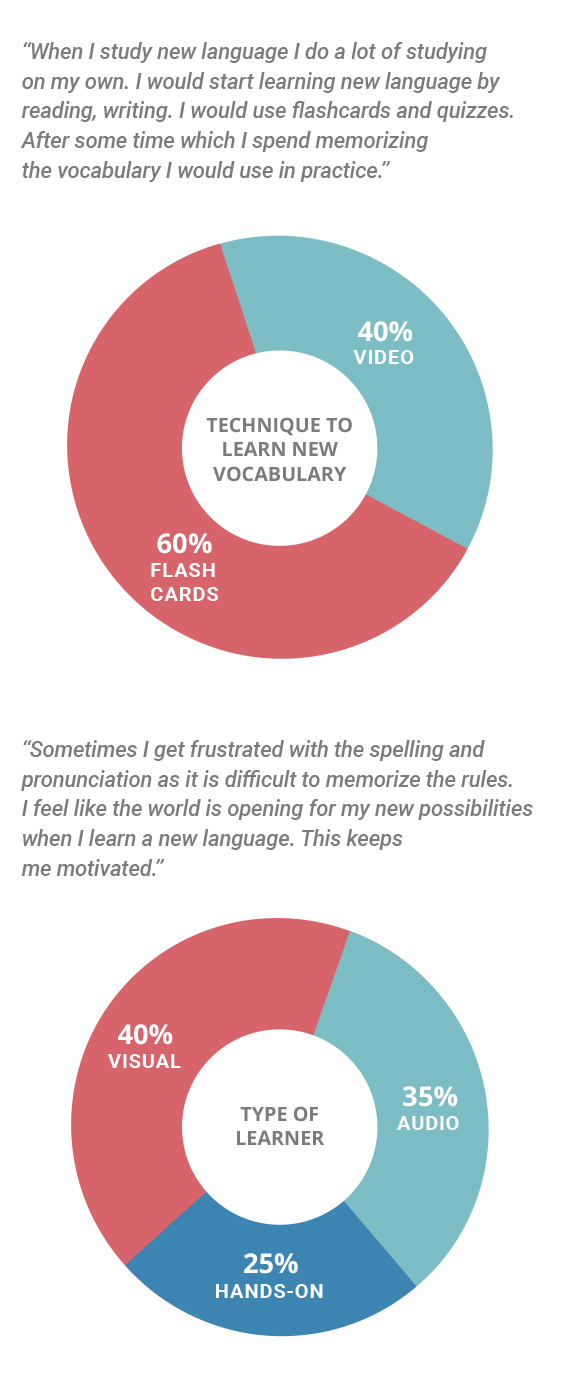 “When I study new language I do a lot of studying
on my own. I would start learning new language by
reading, writing. I would use flashcards and quizzes.
After some time which I spend memorizing
the vocabulary I would use in practice.”
40%
VIDEO
TECHNIQUE TO
LEARN NEW
VOCABULARY
60%
FLASH
CARDS
“Sometimes I get frustrated with the spelling and
pronunciation as it is difficult to memorize the rules.
I feel like the world is opening for my new possibilities
when I learn a new language. This keeps
me motivated.”
40%
VISUAL
35%
AUDIO
TYPE OF
LEARNER
25%
HANDS-ON